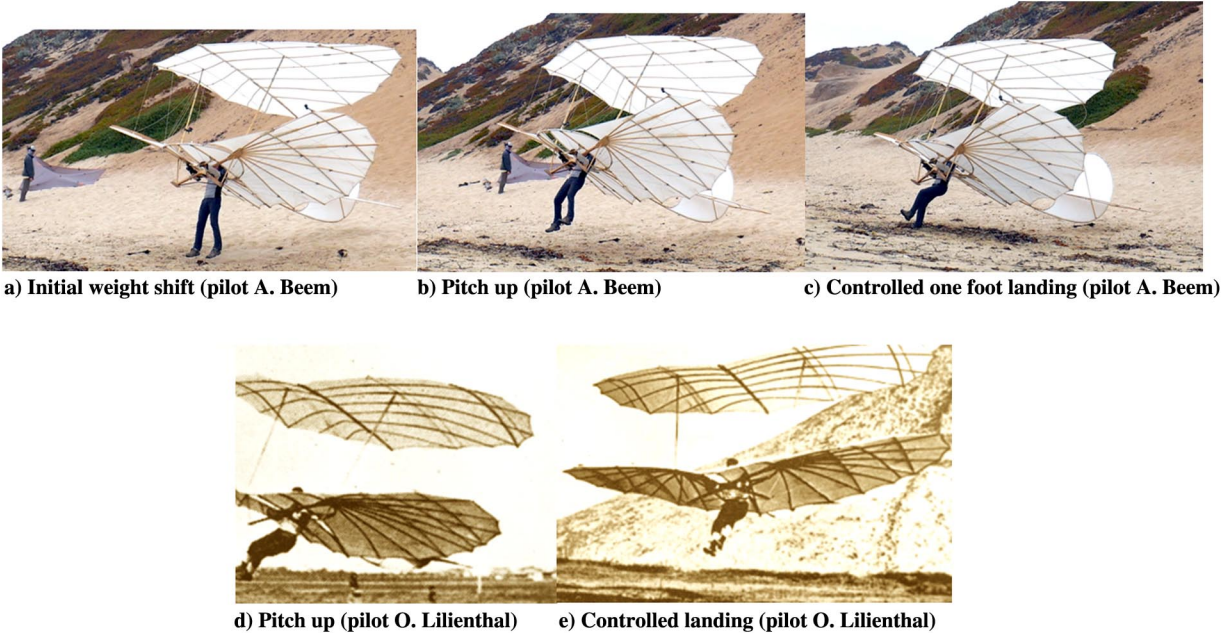 a) Initial weight shift (pilot A. Beem)
b) Pitch up (pilot A. Beem)
c) Controlled one foot landing (pilot A. Beem)
d) Pitch up (pilot O. Lilienthal)
e) Controlled landing (pilot O. Lilienthal)